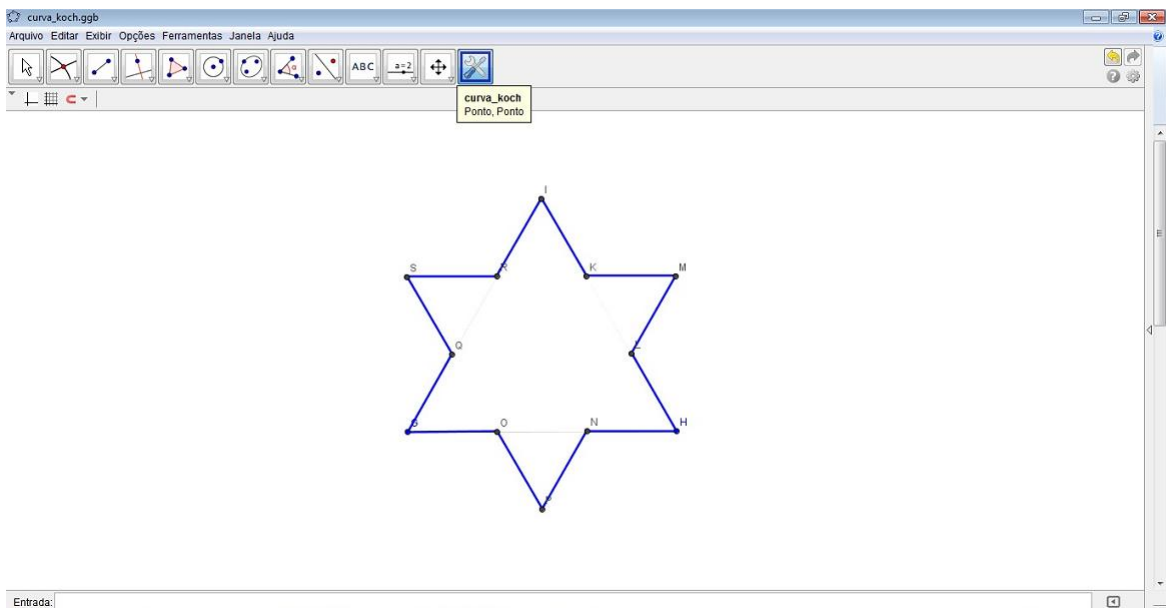 curva_koch.ggb
Arquivo Editar Exibir Opções Ferramentas Janela Ajuda
ABC
a=2
curva_koch
Ponto, Ponto
I
S
R
K
M
Q
L
O
N
H
P
Entrada: